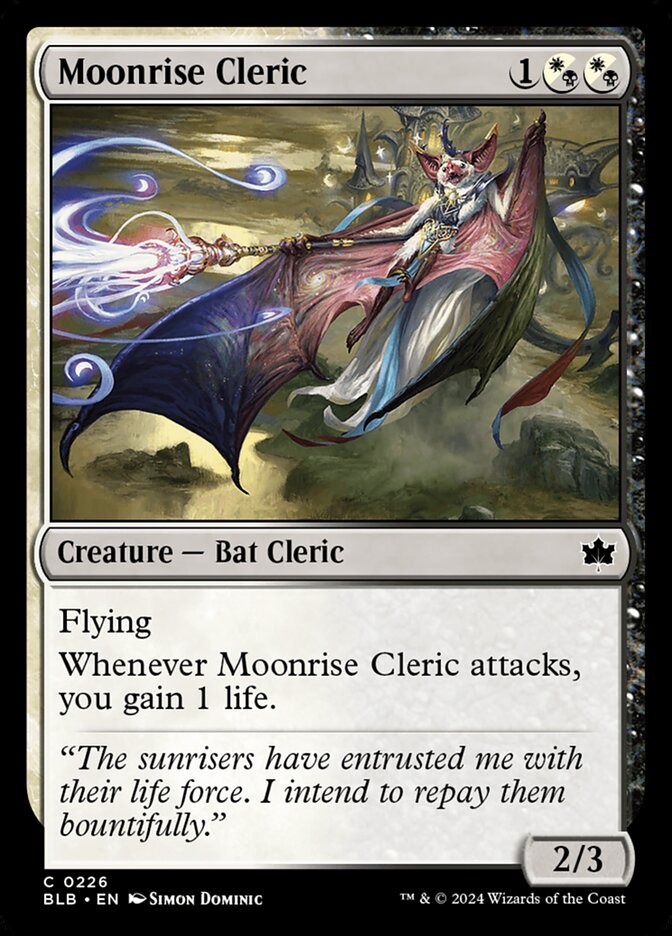 Moonrise Cleric 1
Creature — Bat Cleric
Flying
Whenever Moonrise Cleric attacks,
you gain 1 life.
“The sunrisers have entrusted me with
their life force. I intend to repay them
bountifully.”
2/3
C 0226
BLB • EN Simon Dominic
™ & © 2024 Wizards of the Coast